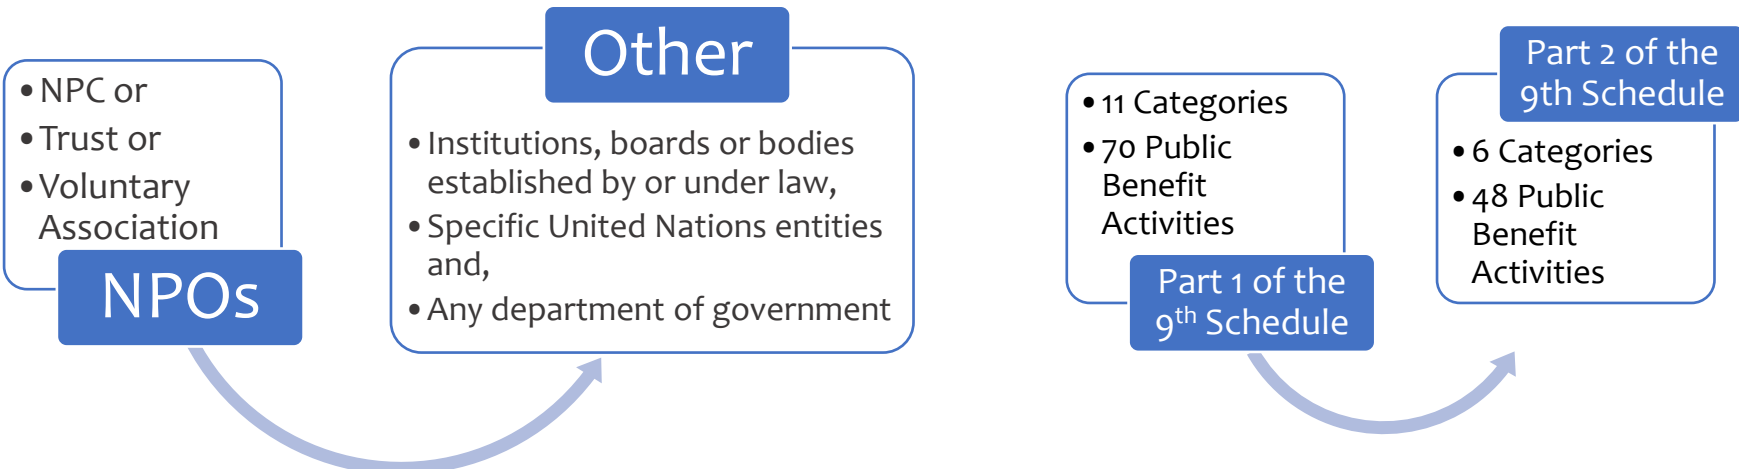 • NPC or
• Trust or
• Voluntary
Association
NPOs
Other
• Institutions, boards or bodies
established by or under law,
• Specific United Nations entities
and,
• Any department of government
• 11 Categories
• 70 Public
Benefit
Activities
Part 1 of the
9th Schedule
Part 2 of the
9th Schedule
• 6 Categories
• 48 Public
Benefit
Activities